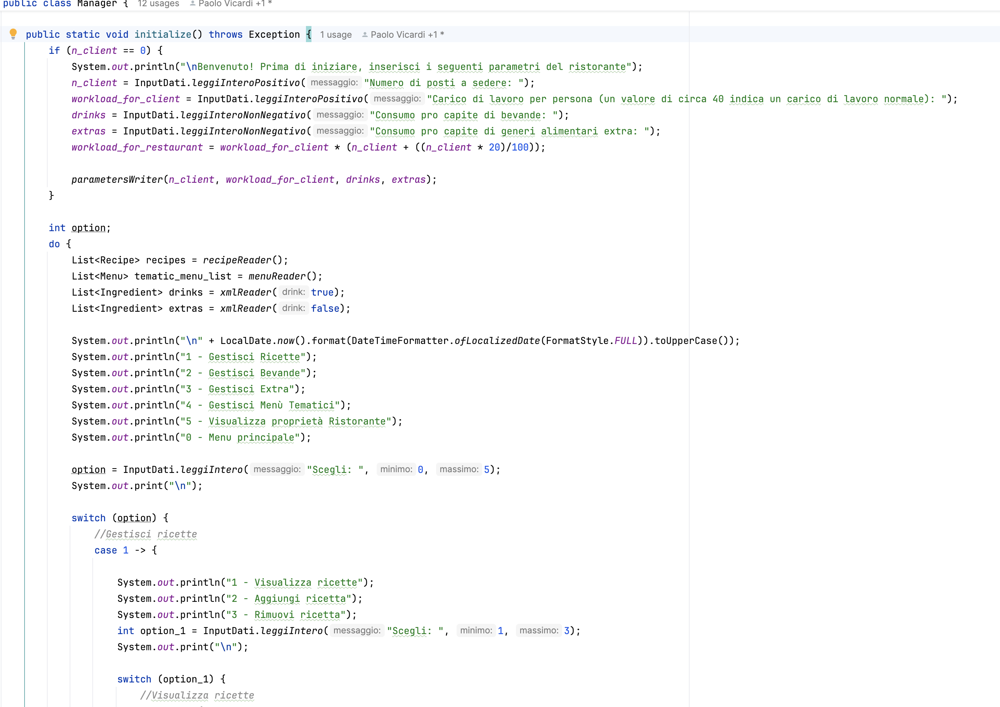 public class Manager { 12 usages Paolo Vicardi +1 *
public static void initialize() throws Exception { 1 usage Paolo Vicardi +1 *
if (n_client == 0) {
System.out.println("\nBenvenuto! Prima di iniziare, inserisci i seguenti parametri del ristorante");
n_client = InputDati.leggiInteroPositivo( messaggio: "Numero di posti a sedere: ");
workload_for_client = InputDati.leggiInteroPositivo( messaggio: "Carico di lavoro per persona (un valore di circa 40 indica un carico di lavoro normale): ");
drinks = InputDati.leggiInteroNonNegativo( messaggio: "Consumo pro capite di bevande: ");
extras = InputDati.leggiInteroNonNegativo( messaggio: "Consumo pro capite di generi alimentari extra: ");
workload_for_restaurant = workload_for_client * (n_client + ((n_client * 20)/100));
parametersWriter(n_client, workload_for_client, drinks, extras);
}
int option;
do {
List<Recipe> recipes = recipeReader();
List<Menu> tematic_menu_list = menuReader();
List<Ingredient> drinks = xmlReader( drink: true);
List<Ingredient> extras = xmlReader( drink: false);
System.out.println("\n" + LocalDate.now().format(DateTimeFormatter.ofLocalizedDate(FormatStyle.FULL)).toUpperCase());
System.out.println("1 - Gestisci Ricette");
System.out.println("2 - Gestisci Bevande");
System.out.println("3 - Gestisci Extra");
System.out.println("4 - Gestisci Menù Tematici");
System.out.println("5 - Visualizza proprietà Ristorante");
System.out.println("0 - Menu principale");
option = InputDati.leggiIntero( messaggio: "Scegli: ", minimo: 0, massimo: 5);
System.out.print("\n");
switch (option) {
//Gestisci ricette
case 1 -> {
System.out.println("1 - Visualizza ricette");
System.out.println("2 - Aggiungi ricetta");
System.out.println("3 - Rimuovi ricetta");
int option_1 = InputDati.leggiIntero( messaggio: "Scegli: ", minimo: 1, massimo: 3);
System.out.print("\n");
switch (option_1) {
//Visualizza ricette